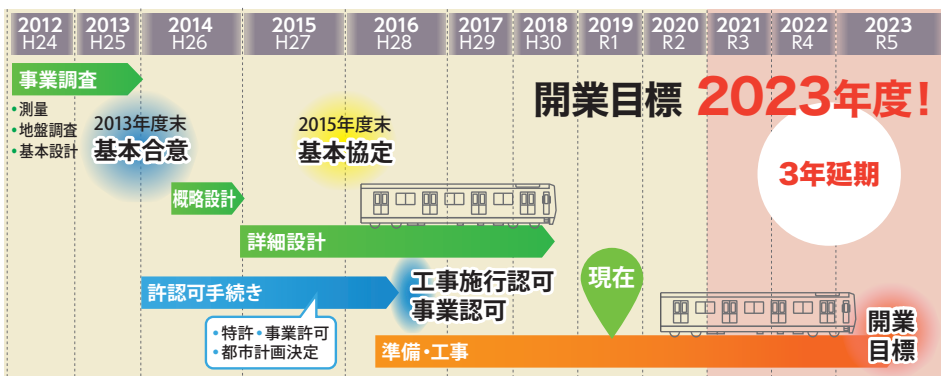 2012 2013 2014 2015 2016 2017 2018 2019 2020 2021 2022 2023
H24 H25 H26 H27 H28 H29 H30 R1 R2 R3 R4 R5
事業調査
•測量
•地盤調査
•基本設計
2013年度末
基本合意
2015年度末
基本協定
開業目標 2023年度!
3年延期
概略設計
詳細設計
許認可手続き
•特許•事業許可
•都市計画決定
工事施行認可
事業認可
現在
準備•工事
開業
目標